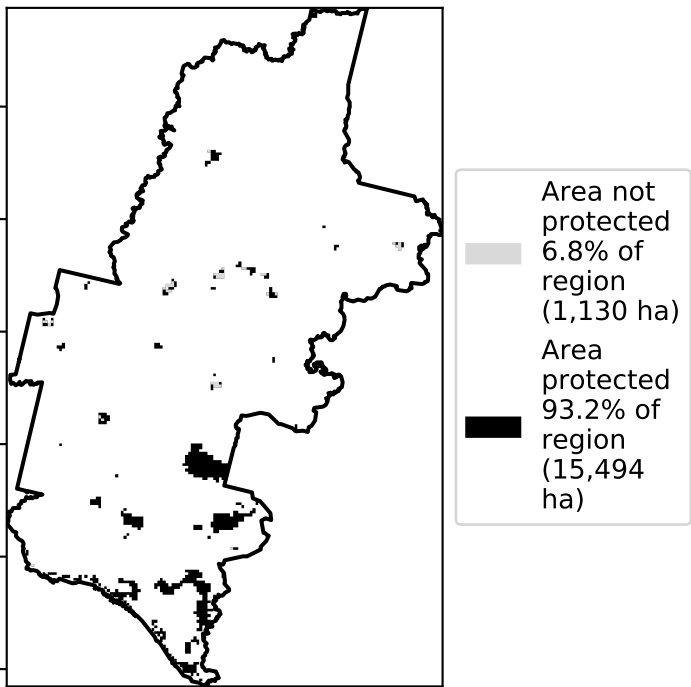 Area not
protected
6.8% of
region
(1,130 ha)
Area
protected
93.2% of
region
(15,494
ha)